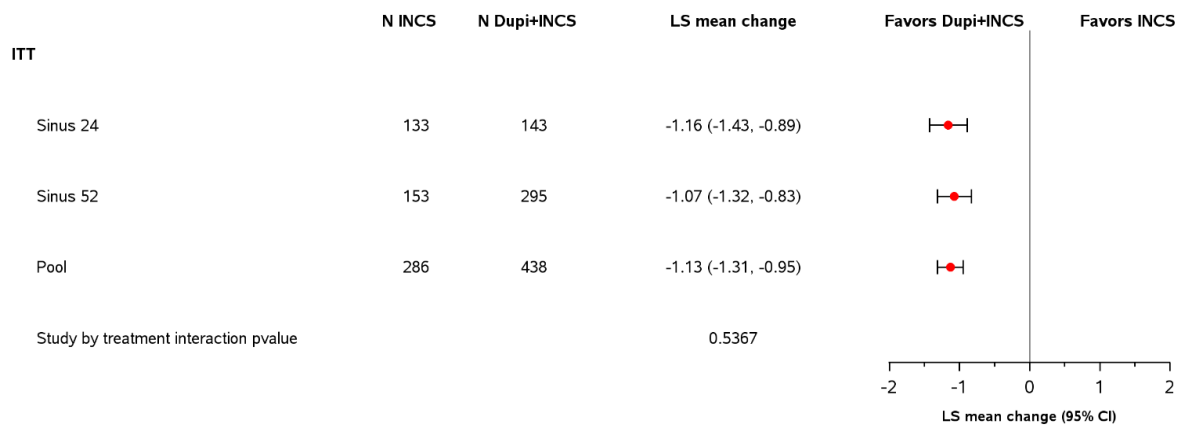 N INCS N Dupi+INCS LS mean change Favors Dupi+INCS Favors INCS
ITT
Sinus 24 133 143 -1.16 (-1.43, -0.89)
Sinus 52 153 295 -1.07 (-1.32, -0.83)
Pool 286 438 -1.13 (-1.31, -0.95)
Study by treatment interaction pvalue 0.5367
-2 -1 0 1 2
LS mean change (95% CI)